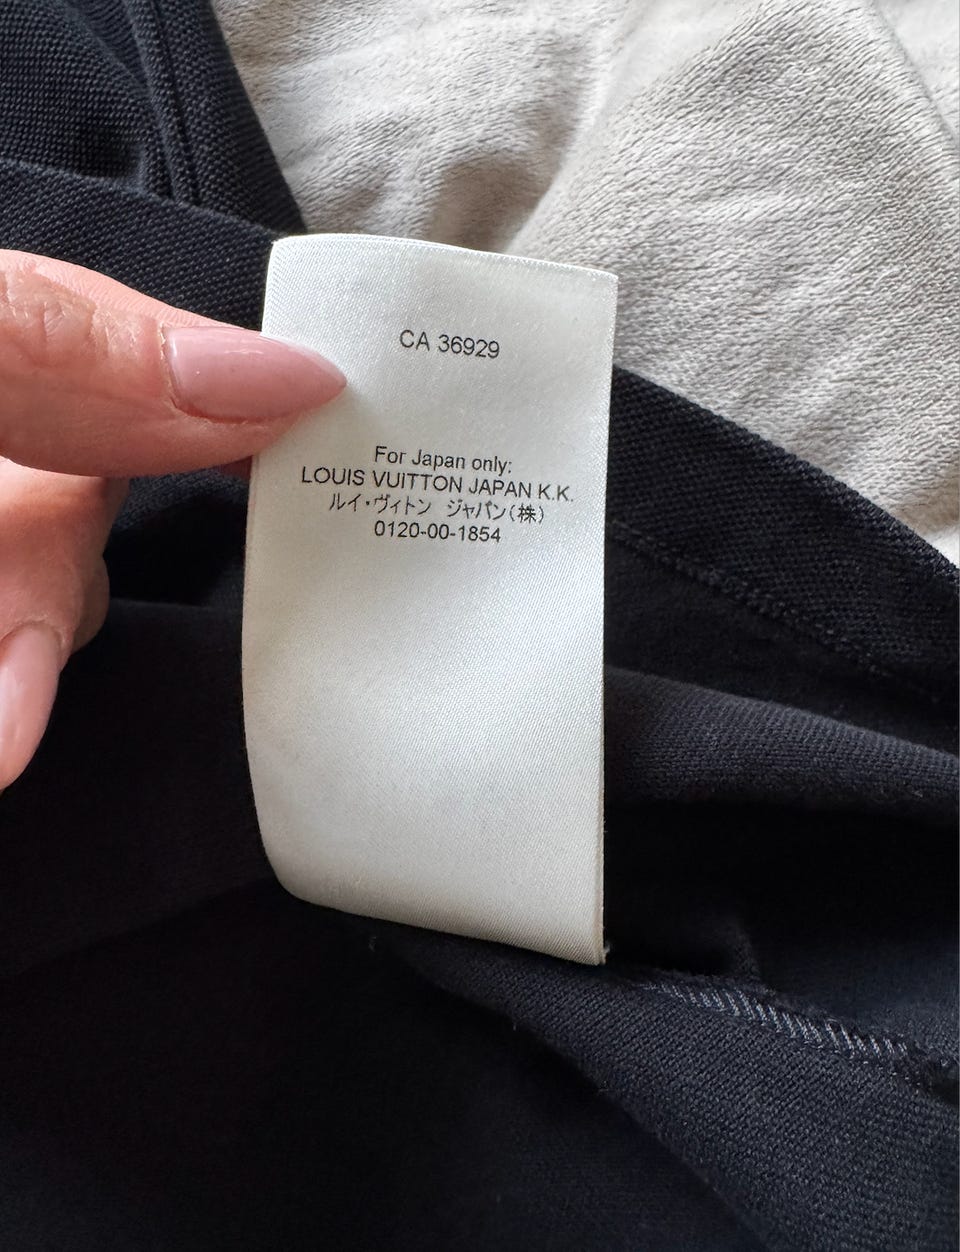 CA 36929
For Japan only:
LOUIS VUITTON JAPAN K.K.
ルイ・ヴィトン ジャパン(株)
0120-00-1854